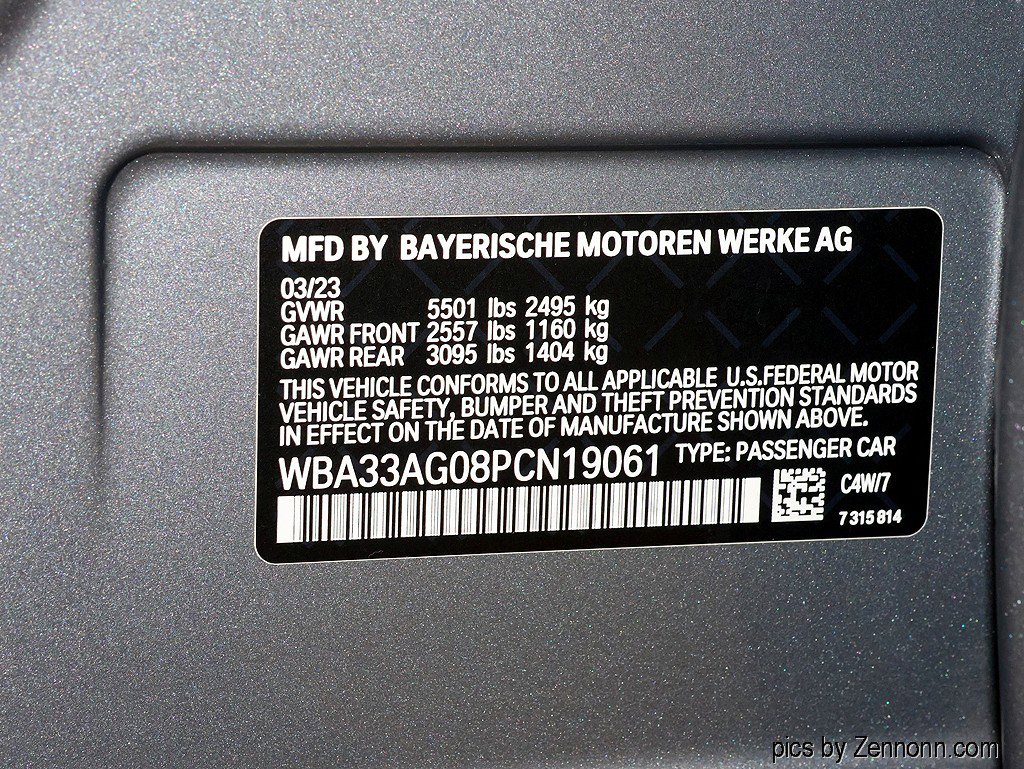 MFD BY BAYERISCHE MOTOREN WERKE AG
03/23
GVWR 5501 lbs 2495 kg
GAWR FRONT 2557 lbs 1160 kg
GAWR REAR 3095 lbs 1404 kg
THIS VEHICLE CONFORMS TO ALL APPLICABLE U.S.FEDERAL MOTOR
VEHICLE SAFETY, BUMPER AND THEFT PREVENTION STANDARDS
IN EFFECT ON THE DATE OF MANUFACTURE SHOWN ABOVE.
WBA33AG08PCN19061 TYPE: PASSENGER CAR
C4W/7
7 315 814
pics by Zennonn.com